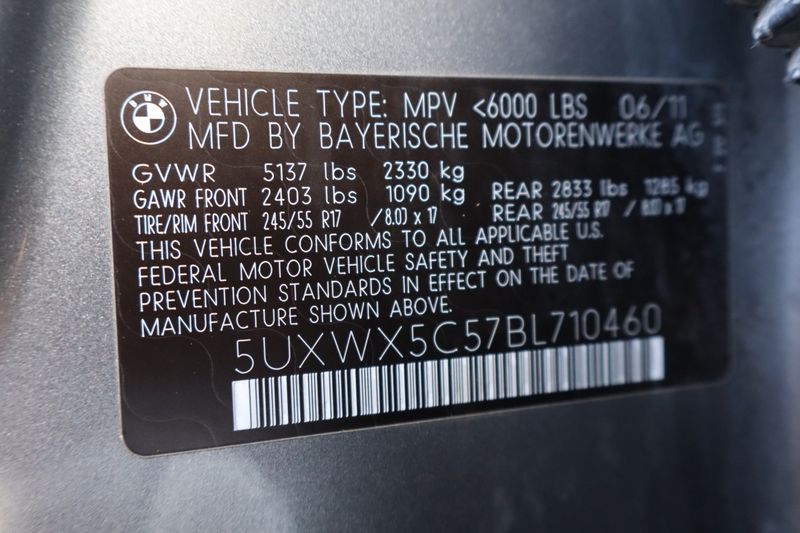 BMW
VEHICLE TYPE: MPV <6000 LBS 06/11
MFD BY BAYERISCHE MOTORENWERKE AG
GVWR 5137 lbs 2330 kg
GAWR FRONT 2403 lbs 1090 kg REAR 2833 lbs 1285 kg
TIRE/RIM FRONT 245/55 R17 / 8.0J x 17 REAR 245/55 R17 / 8.0J x 17
THIS VEHICLE CONFORMS TO ALL APPLICABLE U.S.
FEDERAL MOTOR VEHICLE SAFETY AND THEFT
PREVENTION STANDARDS IN EFFECT ON THE DATE OF
MANUFACTURE SHOWN ABOVE.
5UXWX5C57BL710460